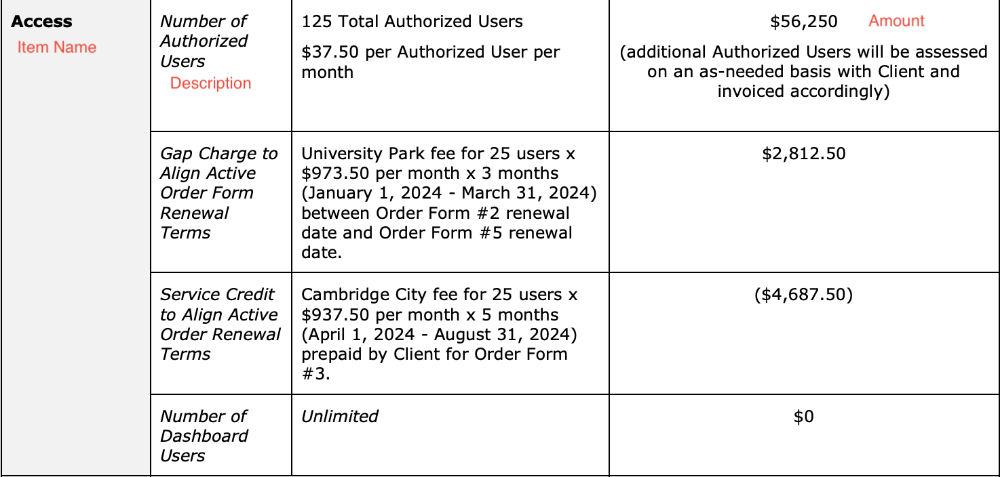 Access
Item Name
Number of
Authorized
Users
Description
125 Total Authorized Users
$37.50 per Authorized User per
month
$56,250
Amount
(additional Authorized Users will be assessed
on an as-needed basis with Client and
invoiced accordingly)
Gap Charge to
Align Active
Order Form
Renewal
Terms
University Park fee for 25 users x
$973.50 per month x 3 months
(January 1, 2024 - March 31, 2024)
between Order Form #2 renewal
date and Order Form #5 renewal
date.
$2,812.50
Service Credit
to Align Active
Order Renewal
Terms
Cambridge City fee for 25 users x
$937.50 per month x 5 months
(April 1, 2024 - August 31, 2024)
prepaid by Client for Order Form
#3.
($4,687.50)
Number of
Dashboard
Users
Unlimited
$0